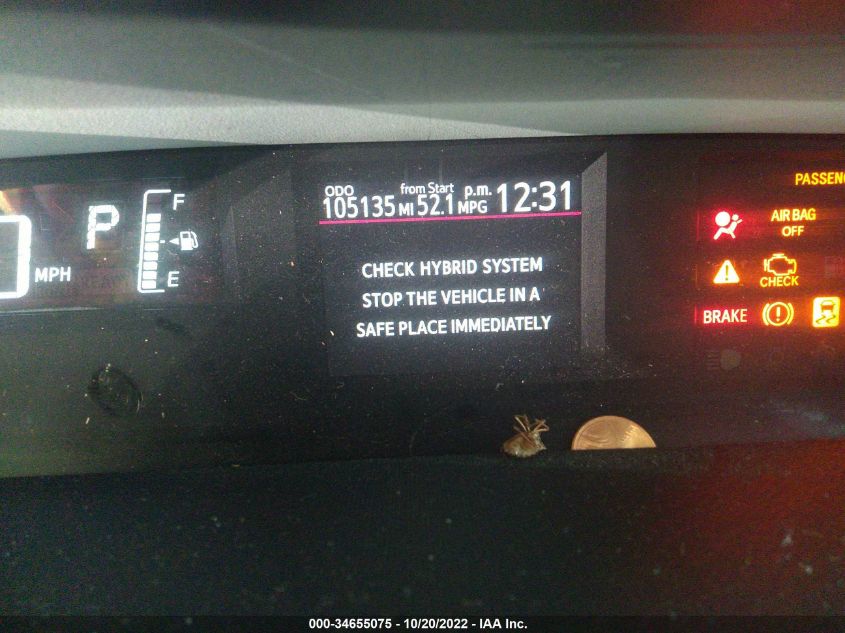 ODO from Start p.m. 12:31
105135 MI 52.1 MPG
P
F
E
MPH
CHECK HYBRID SYSTEM
STOP THE VEHICLE IN A
SAFE PLACE IMMEDIATELY
AIR BAG
OFF
CHECK
BRAKE
000-34655075 - 10/20/2022 - IAA Inc.